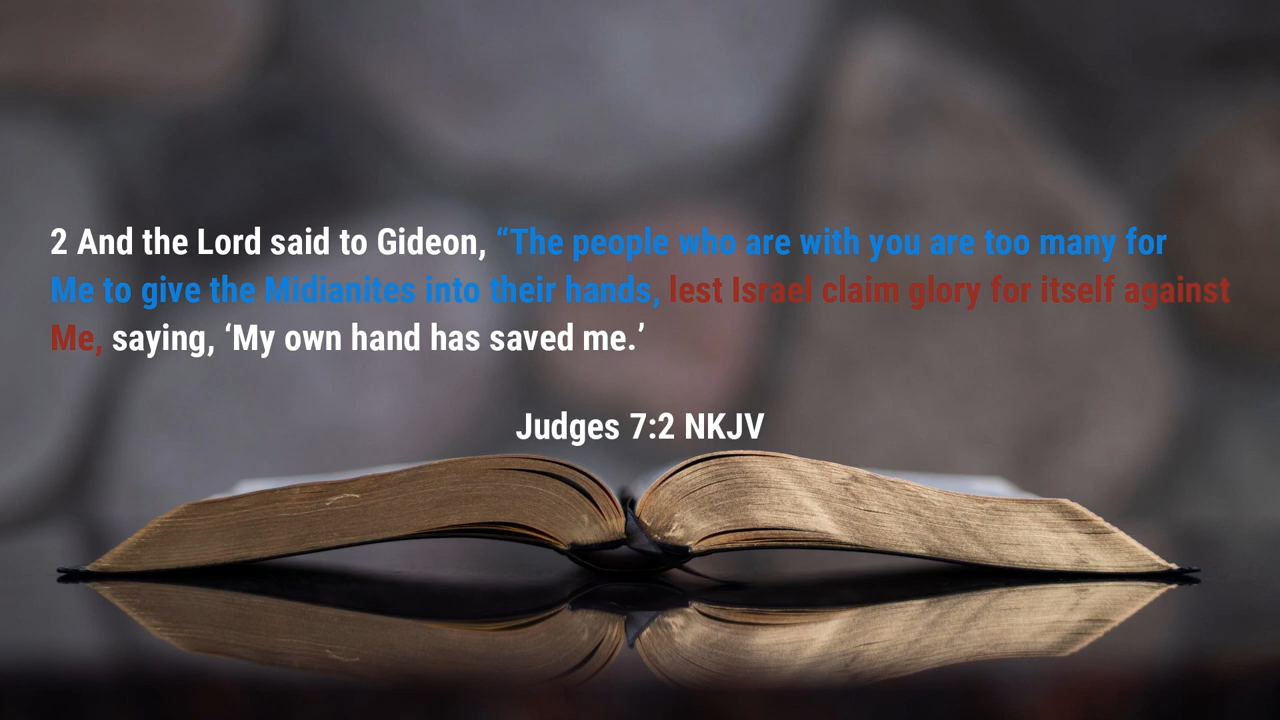 2 And the Lord said to Gideon, “The people who are with you are too many for
Me to give the Midianites into their hands, lest Israel claim glory for itself against
Me, saying, ‘My own hand has saved me.’
Judges 7:2 NKJV